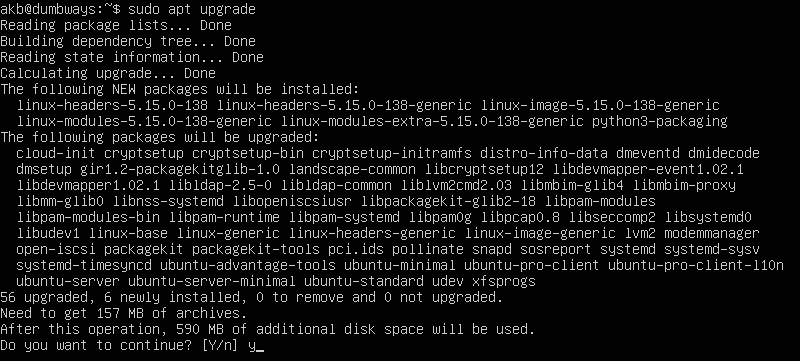 akb@dumbways:~$ sudo apt upgrade
Reading package lists... Done
Building dependency tree... Done
Reading state information... Done
Calculating upgrade... Done
The following NEW packages will be installed:
  linux-headers-5.15.0-138 linux-headers-5.15.0-138-generic linux-image-5.15.0-138-generic
  linux-modules-5.15.0-138-generic linux-modules-extra-5.15.0-138-generic python3-packaging
The following packages will be upgraded:
  cloud-init cryptsetup cryptsetup-bin cryptsetup-initramfs distro-info-data dmeventd dmidecode
  dmsetup gir1.2-packagekitglib-1.0 landscape-common libcryptsetup12 libdevmapper-event1.02.1
  libdevmapper1.02.1 libldap-2.5-0 libldap-common liblvm2cmd2.03 libmbim-glib4 libmbim-proxy
  libmm-glib0 libnss-systemd libopeniscsiusr libpackagekit-glib2-18 libpam-modules
  libpam-modules-bin libpam-runtime libpam-systemd libpam0g libpcap0.8 libseccomp2 libsystemd0
  libudev1 linux-base linux-generic linux-headers-generic linux-image-generic lvm2 modemmanager
  open-iscsi packagekit packagekit-tools pci.ids pollinate snapd sosreport systemd systemd-sysv
  systemd-timesyncd ubuntu-advantage-tools ubuntu-minimal ubuntu-pro-client ubuntu-pro-client-l10n
  ubuntu-server ubuntu-server-minimal ubuntu-standard udev xfsprogs
56 upgraded, 6 newly installed, 0 to remove and 0 not upgraded.
Need to get 157 MB of archives.
After this operation, 590 MB of additional disk space will be used.
Do you want to continue? [Y/n] y_